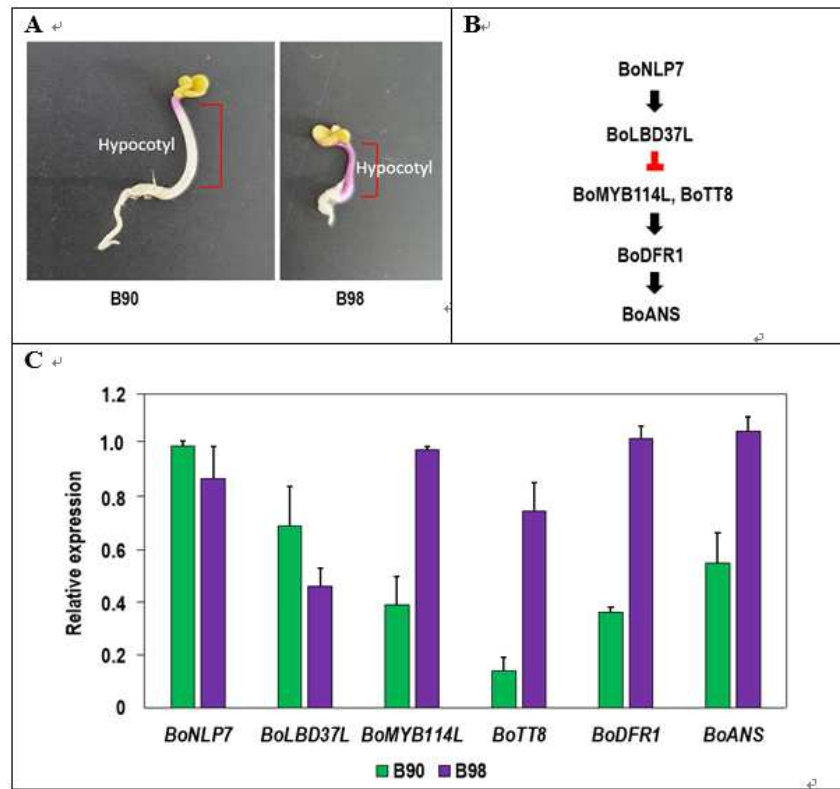 A
Hypocotyl
Hypocotyl
B90
B98
B
BoNLP7
BoLBD37L
BoMYB114L, BoTT8
BoDFR1
BoANS
C
Relative expression
1.2
1.0
0.8
0.6
0.4
0.2
0
BoNLP7 BoLBD37L BoMYB114L BoTT8 BoDFR1 BoANS
B90 B98